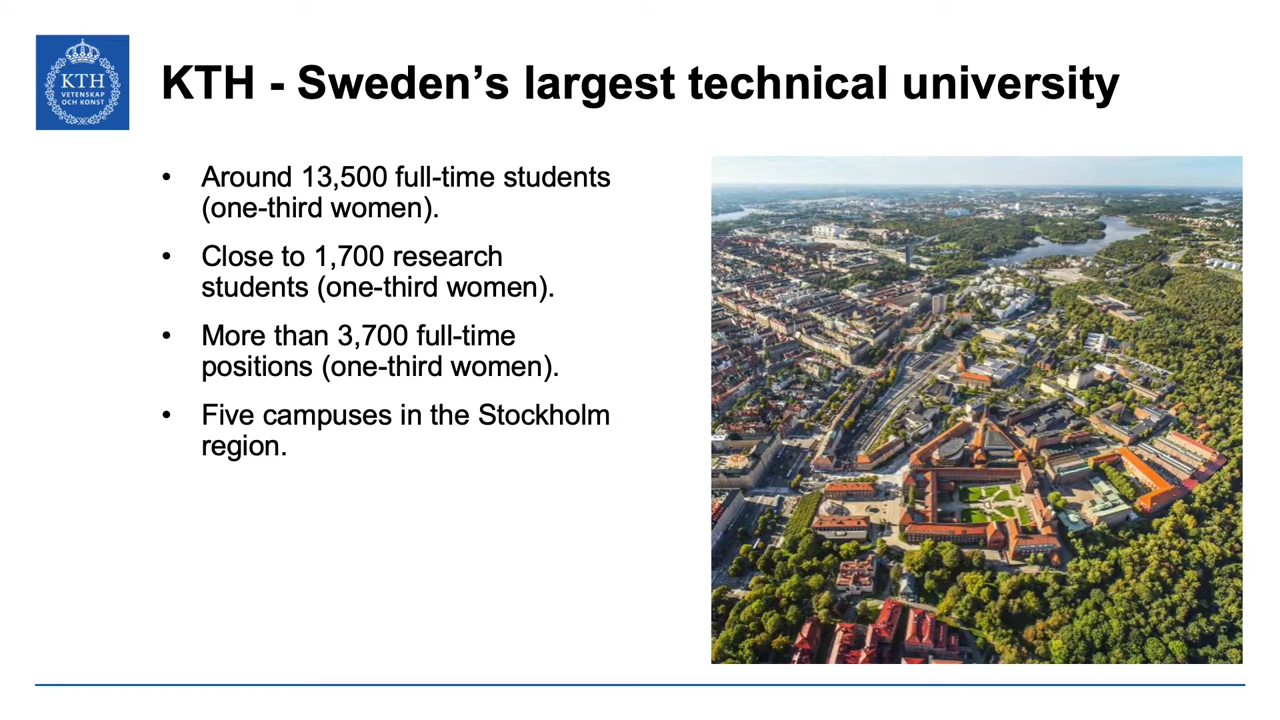 KTH
VETENSKAP
OCH KONST
KTH - Sweden’s largest technical university
• Around 13,500 full-time students
(one-third women).
• Close to 1,700 research
students (one-third women).
• More than 3,700 full-time
positions (one-third women).
• Five campuses in the Stockholm
region.